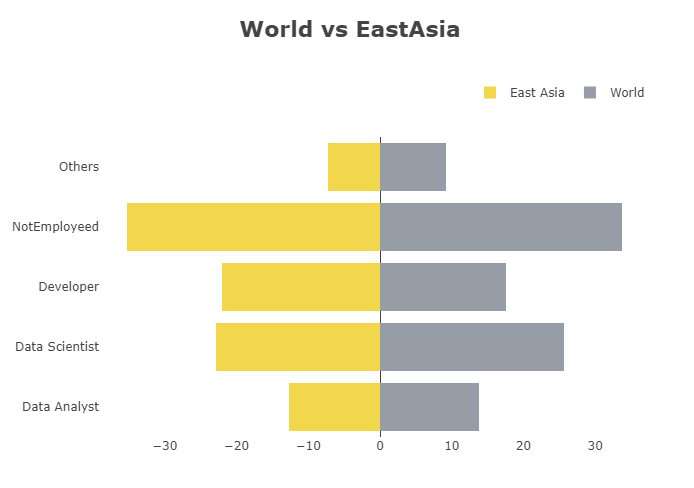 World vs EastAsia
East Asia World
Others
NotEmployeed
Developer
Data Scientist
Data Analyst
−30 −20 −10 0 10 20 30